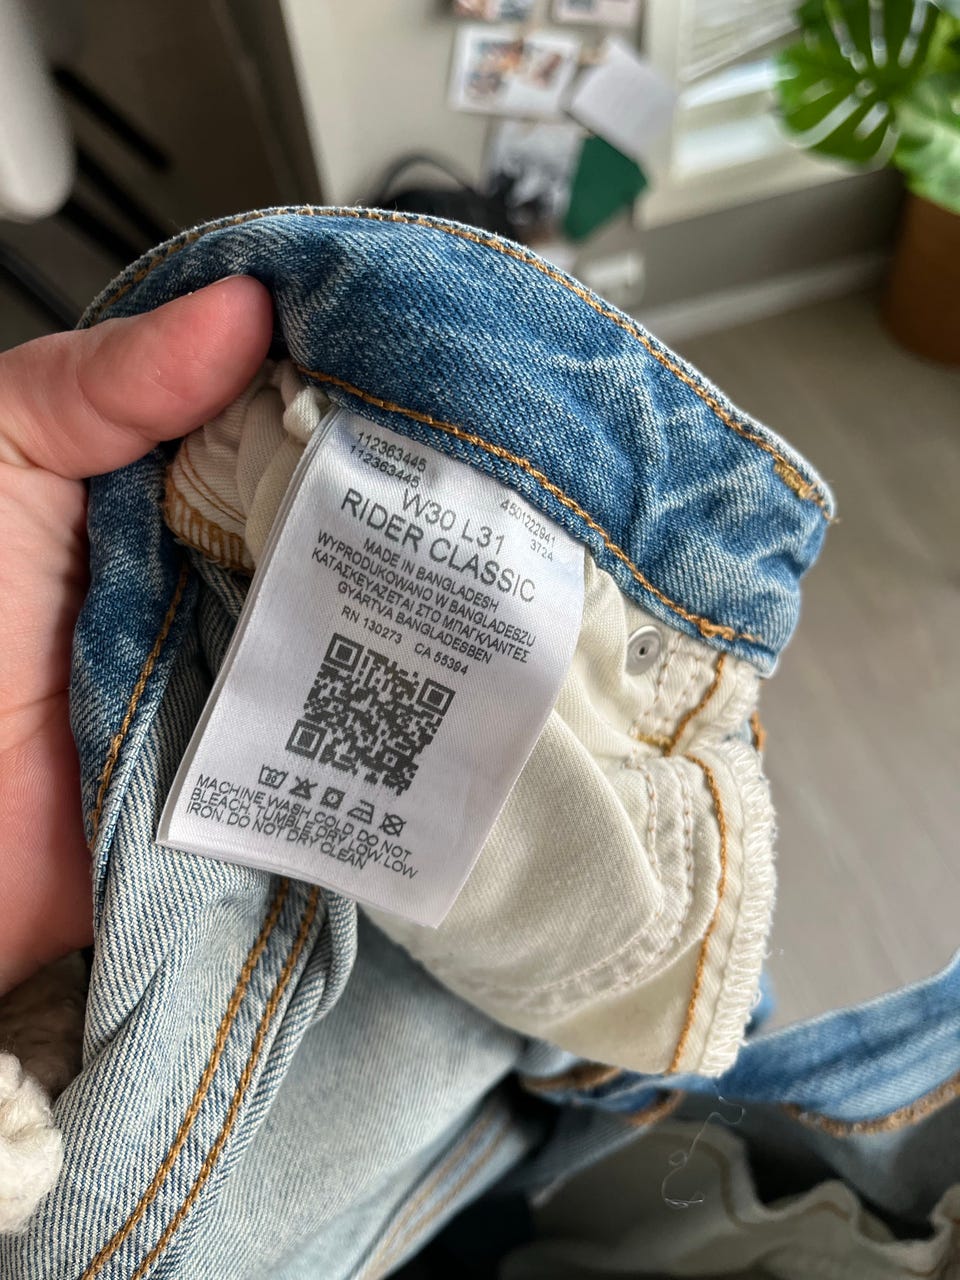 112363445
112363445
4501222941
3724
W30 L31
RIDER CLASSIC
MADE IN BANGLADESH
WYPRODUKOWANO W BANGLADESZU
ΚΑΤΑΣΚΕΥΑΖΕΤΑΙ ΣΤΟ ΜΠΑΓΚΛΑΝΤΕΣ
GYÁRTVA BANGLADESBEN
RN 130273 CA 55394
MACHINE WASH COLD DO NOT
BLEACH. TUMBLE DRY LOW LOW
IRON. DO NOT DRY CLEAN